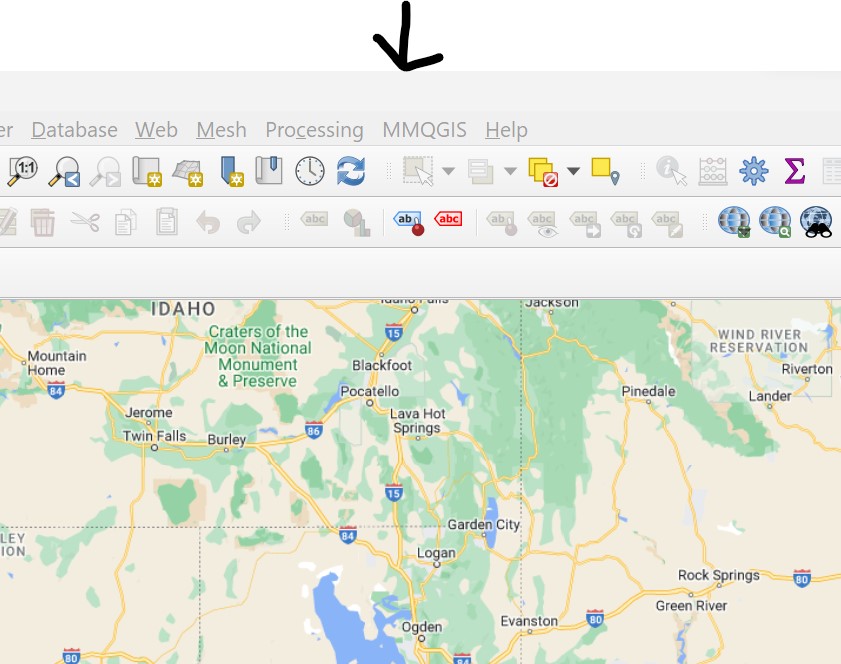 er Database Web Mesh Processing MMQGIS Help
1:1
abc ab abc ab abc abc abc abc
IDAHO
Idaho Falls
Jackson
15
Craters of the
Moon National
Monument
& Preserve
WIND RIVER
RESERVATION
Mountain
Home
Blackfoot
Riverton
84
Pocatello
Pinedale
Lander
Jerome
Lava Hot
Springs
86
Twin Falls
Burley
15
Garden City
LEY
ION
84
Logan
Rock Springs
80
Green River
Evanston
80
Ogden
80
84